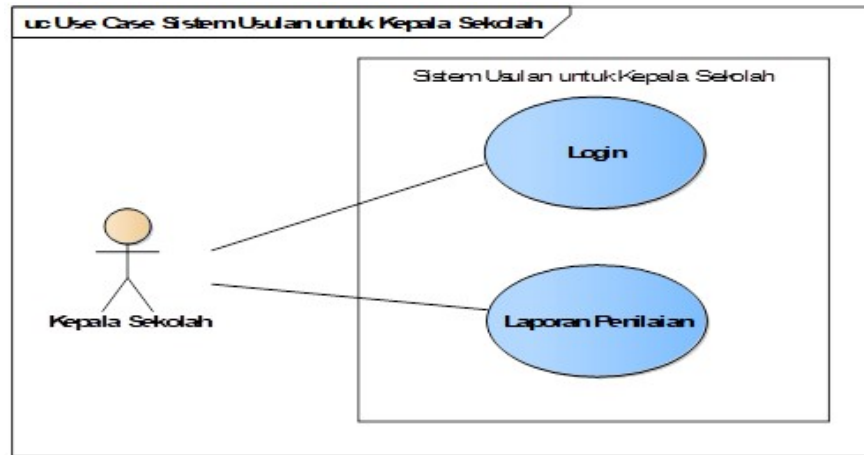 uc Use Case Sistem Usulan untuk Kepala Sekolah
Sistem Usulan untuk Kepala Sekolah
Login
Kepala Sekolah
Laporan Penilaian